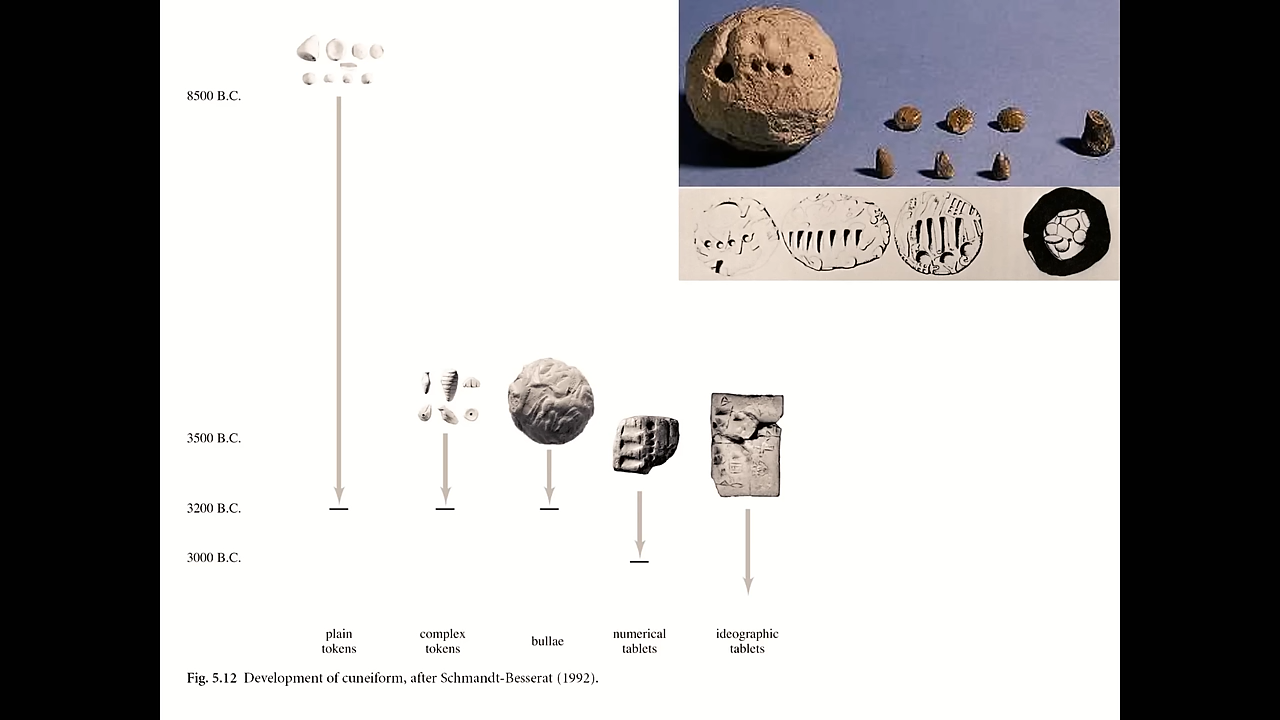 8500 B.C.
3500 B.C.
3200 B.C.
3000 B.C.
plain
tokens
complex
tokens
bullae
numerical
tablets
ideographic
tablets
Fig. 5.12 Development of cuneiform, after Schmandt-Besserat (1992).